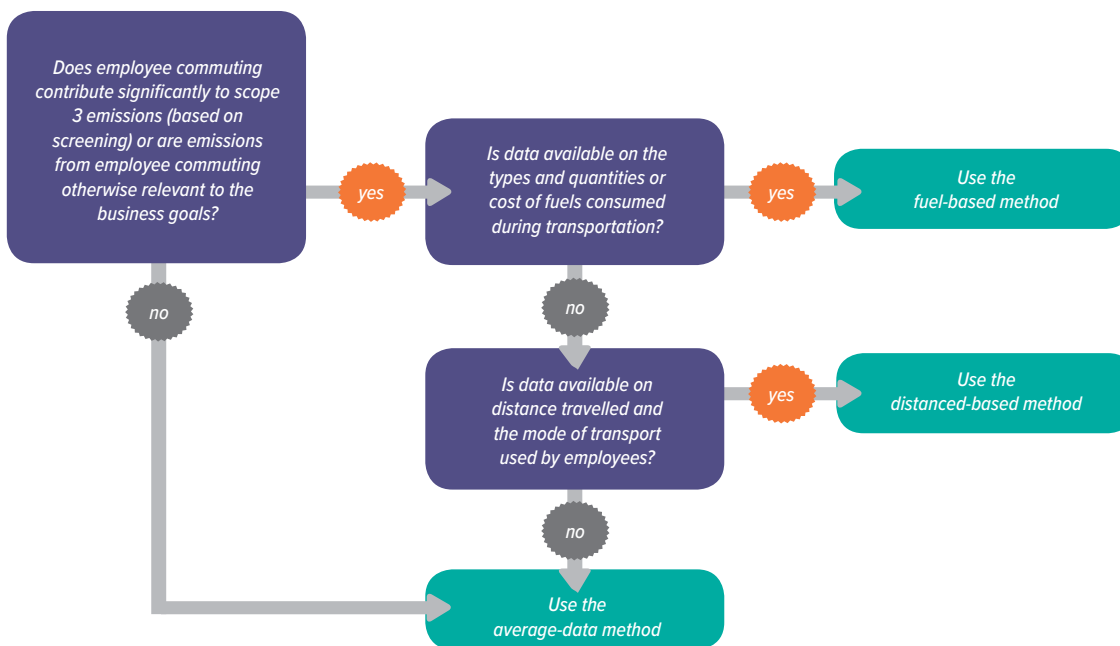 Does employee commuting
contribute significantly to scope
3 emissions (based on
screening) or are emissions
from employee commuting
otherwise relevant to the
business goals?
yes
Is data available on the
types and quantities or
cost of fuels consumed
during transportation?
yes
Use the
fuel-based method
no
no
Is data available on
distance travelled and
the mode of transport
used by employees?
yes
Use the
distanced-based method
no
Use the
average-data method